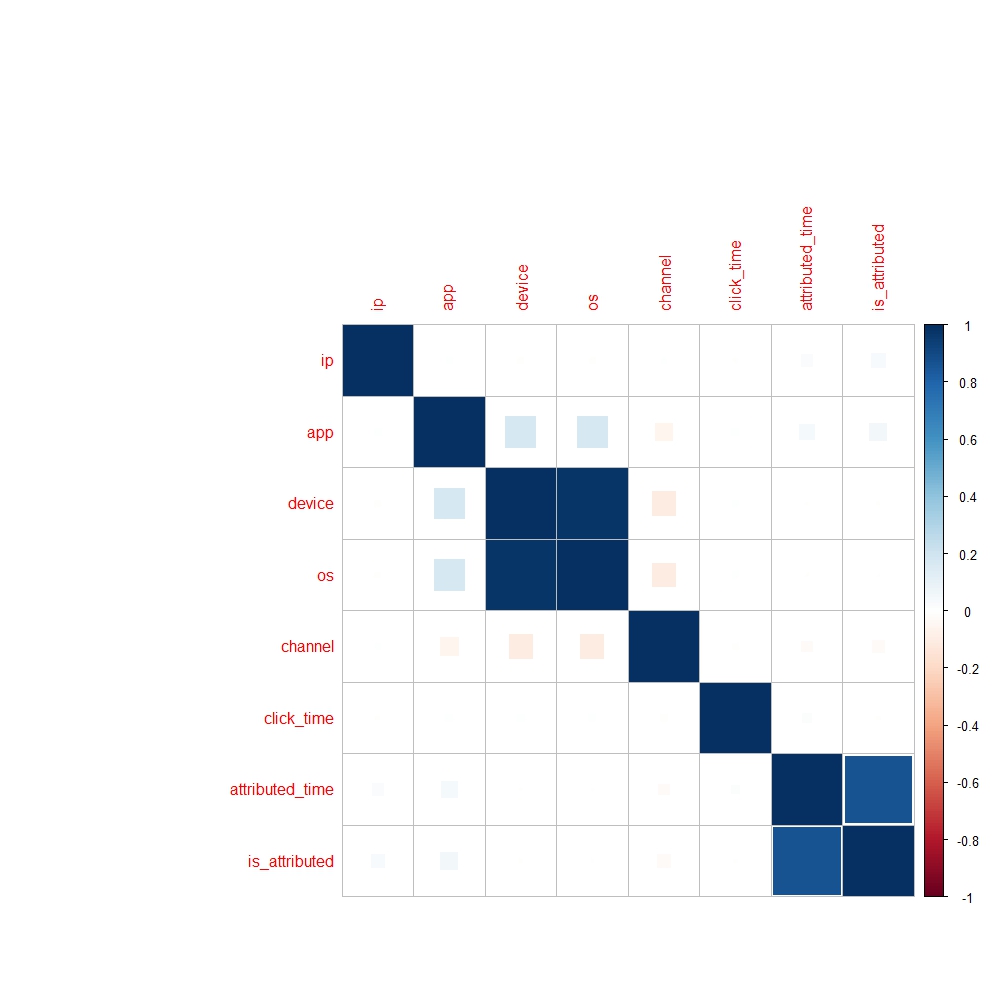 ip
app
device
os
channel
click_time
attributed_time
is_attributed
ip
app
device
os
channel
click_time
attributed_time
is_attributed
1
0.8
0.6
0.4
0.2
0
-0.2
-0.4
-0.6
-0.8
-1